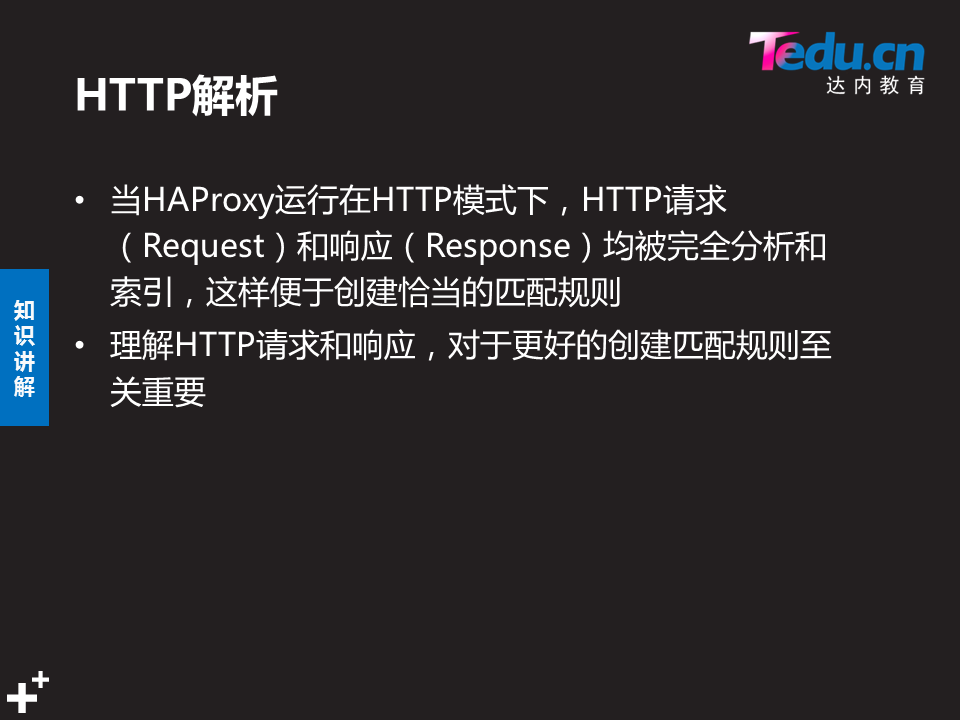 Tedu.cn
达内教育
HTTP解析
• 当HAProxy运行在HTTP模式下，HTTP请求
（Request）和响应（Response）均被完全分析和
索引，这样便于创建恰当的匹配规则
• 理解HTTP请求和响应，对于更好的创建匹配规则至
关重要
知
识
讲
解